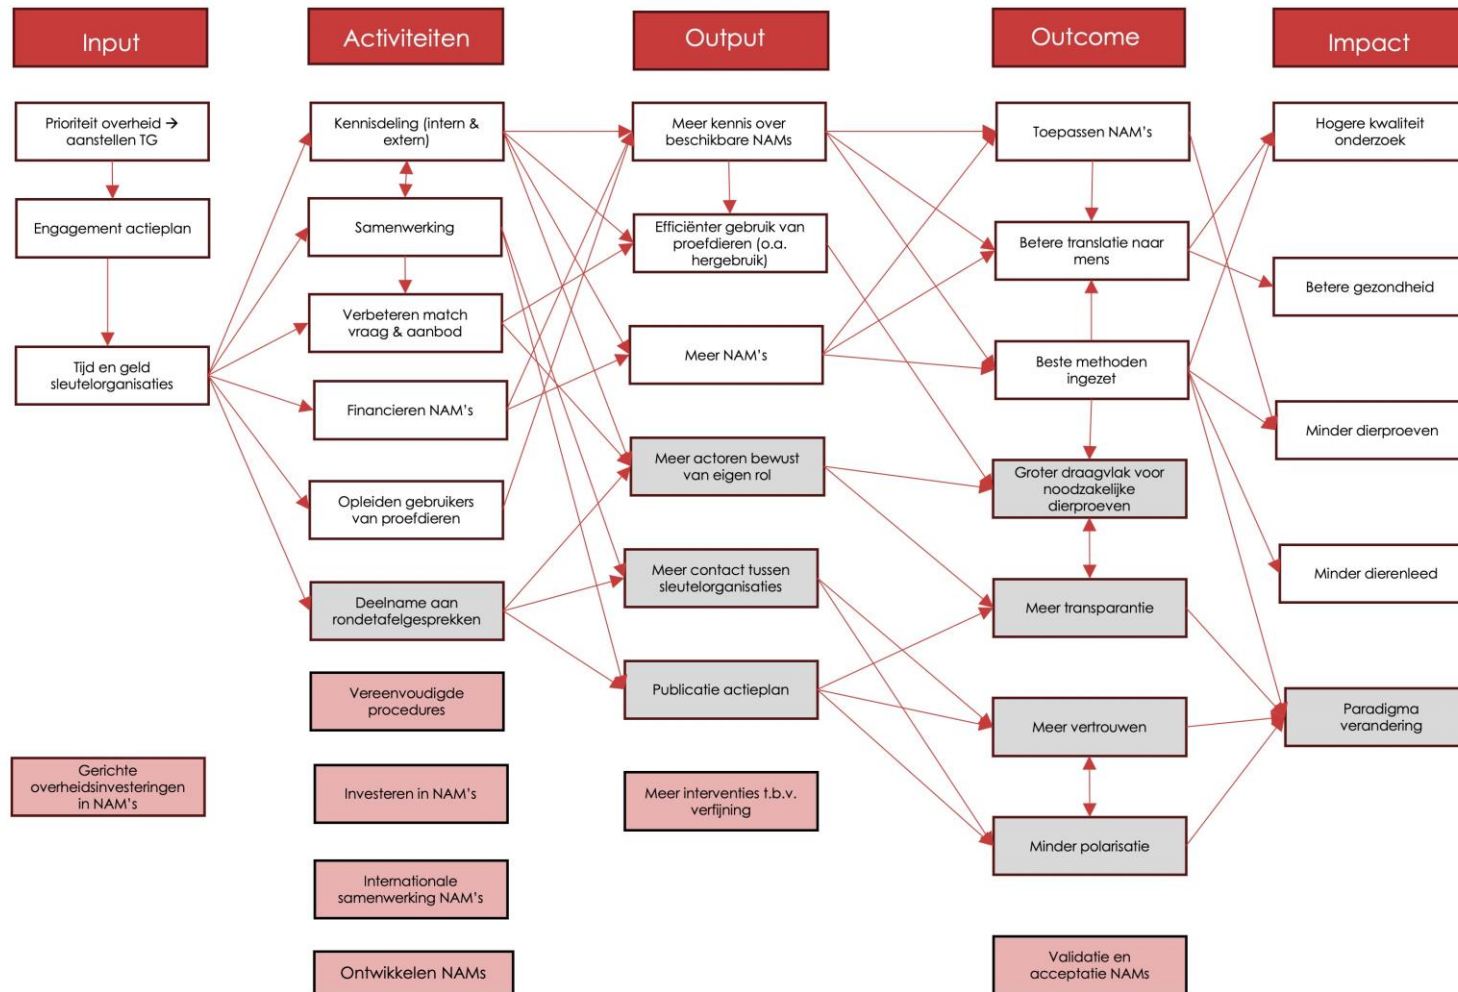 Input
Activiteiten
Output
Outcome
Impact
Prioriteit overheid →
aanstellen TG
Engagement actieplan
Tijd en geld
sleutelorganisaties
Gerichte
overheidsinvesteringen
in NAM's
Kennisdeling (intern &
extern)
Samenwerking
Verbeteren match
vraag & aanbod
Financieren NAM's
Opleiden gebruikers
van proefdieren
Deelname aan
rondetafelgesprekken
Vereenvoudigde
procedures
Investeren in NAM's
Internationale
samenwerking NAM's
Ontwikkelen NAMs
Meer kennis over
beschikbare NAMs
Efficiënter gebruik van
proefdieren (o.a.
hergebruik)
Meer NAM's
Meer actoren bewust
van eigen rol
Meer contact tussen
sleutelorganisaties
Publicatie actieplan
Meer interventies t.b.v.
verfijning
Toepassen NAM's
Betere translatie naar
mens
Beste methoden
ingezet
Groter draagvlak voor
noodzakelijke
dierproeven
Meer transparantie
Meer vertrouwen
Minder polarisatie
Validatie en
acceptatie NAMs
Hogere kwaliteit
onderzoek
Betere gezondheid
Minder dierproeven
Minder dierenleed
Paradigma
verandering